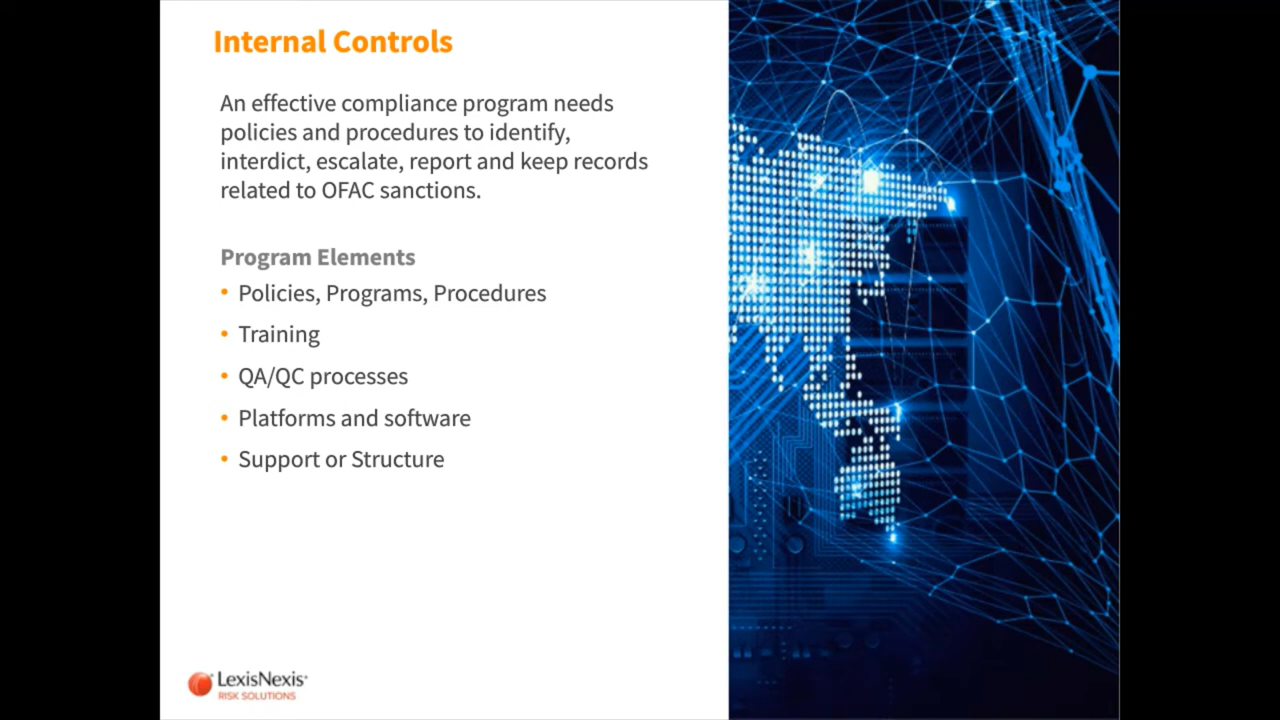 Internal Controls
An effective compliance program needs
policies and procedures to identify,
interdict, escalate, report and keep records
related to OFAC sanctions.
Program Elements
• Policies, Programs, Procedures
• Training
• QA/QC processes
• Platforms and software
• Support or Structure
LexisNexis
RISK SOLUTIONS